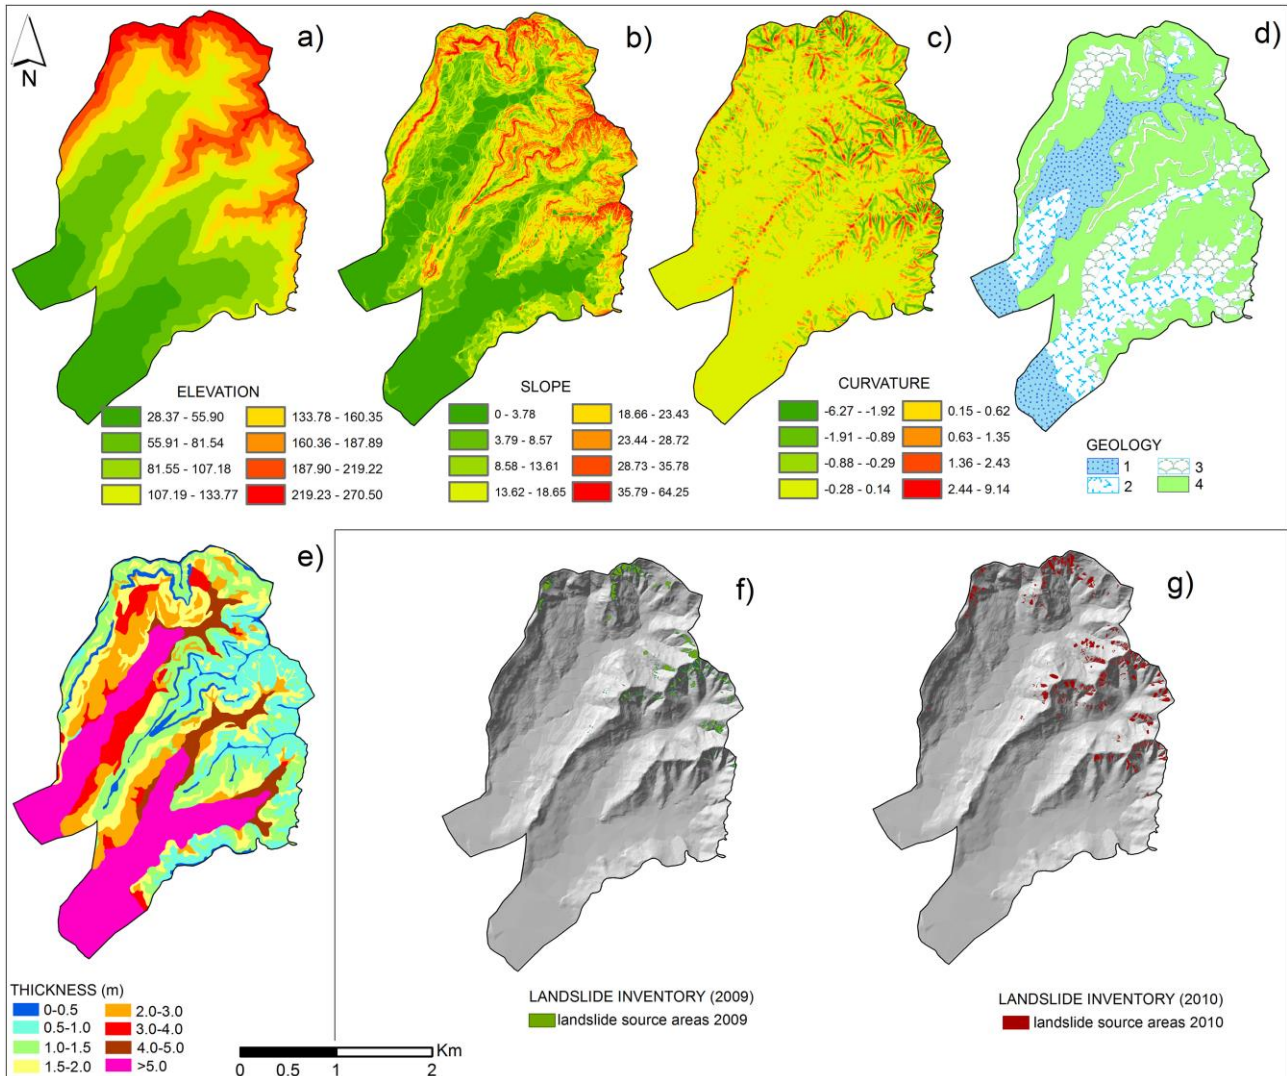 a)
b)
c)
d)
N
ELEVATION
28.37 - 55.90
133.78 - 160.35
55.91 - 81.54
160.36 - 187.89
81.55 - 107.18
187.90 - 219.22
107.19 - 133.77
219.23 - 270.50
SLOPE
0 - 3.78
18.66 - 23.43
3.79 - 8.57
23.44 - 28.72
8.58 - 13.61
28.73 - 35.78
13.62 - 18.65
35.79 - 64.25
CURVATURE
-6.27 - -1.92
0.15 - 0.62
-1.91 - -0.89
0.63 - 1.35
-0.88 - -0.29
1.36 - 2.43
-0.28 - 0.14
2.44 - 9.14
GEOLOGY
1
3
2
4
e)
f)
g)
THICKNESS (m)
0-0.5
2.0-3.0
0.5-1.0
3.0-4.0
1.0-1.5
4.0-5.0
1.5-2.0
>5.0
LANDSLIDE INVENTORY (2009)
landslide source areas 2009
LANDSLIDE INVENTORY (2010)
landslide source areas 2010
Km
0 0.5 1 2